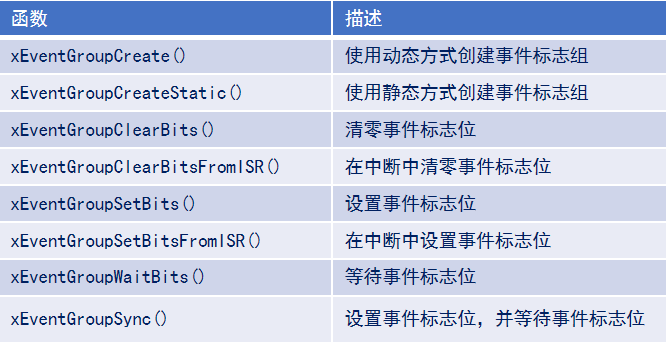 函数 描述
xEventGroupCreate() 使用动态方式创建事件标志组
xEventGroupCreateStatic() 使用静态方式创建事件标志组
xEventGroupClearBits() 清零事件标志位
xEventGroupClearBitsFromISR() 在中断中清零事件标志位
xEventGroupSetBits() 设置事件标志位
xEventGroupSetBitsFromISR() 在中断中设置事件标志位
xEventGroupWaitBits() 等待事件标志位
xEventGroupSync() 设置事件标志位，并等待事件标志位